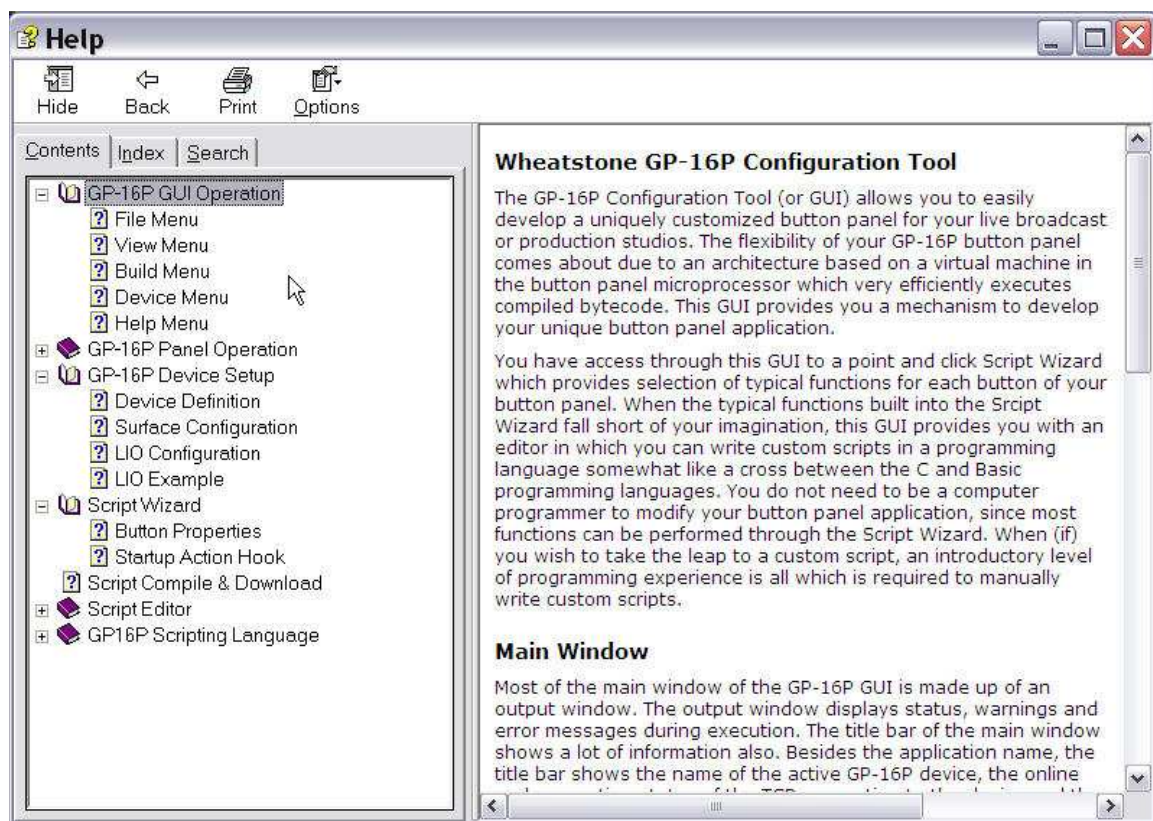 Help
Hide Back Print Options
Contents Index Search
GP-16P GUI Operation
File Menu
View Menu
Build Menu
Device Menu
Help Menu
GP-16P Panel Operation
GP-16P Device Setup
Device Definition
Surface Configuration
LIO Configuration
LIO Example
Script Wizard
Button Properties
Startup Action Hook
Script Compile & Download
Script Editor
GP16P Scripting Language
Wheatstone GP-16P Configuration Tool
The GP-16P Configuration Tool (or GUI) allows you to easily
develop a uniquely customized button panel for your live broadcast
or production studios. The flexibility of your GP-16P button panel
comes about due to an architecture based on a virtual machine in
the button panel microprocessor which very efficiently executes
compiled bytecode. This GUI provides you a mechanism to develop
your unique button panel application.
You have access through this GUI to a point and click Script Wizard
which provides selection of typical functions for each button of your
button panel. When the typical functions built into the Srcipt
Wizard fall short of your imagination, this GUI provides you with an
editor in which you can write custom scripts in a programming
language somewhat like a cross between the C and Basic
programming languages. You do not need to be a computer
programmer to modify your button panel application, since most
functions can be performed through the Script Wizard. When (if)
you wish to take the leap to a custom script, an introductory level
of programming experience is all which is required to manually
write custom scripts.
Main Window
Most of the main window of the GP-16P GUI is made up of an
output window. The output window displays status, warnings and
error messages during execution. The title bar of the main window
shows a lot of information also. Besides the application name, the
title bar shows the name of the active GP-16P device, the online